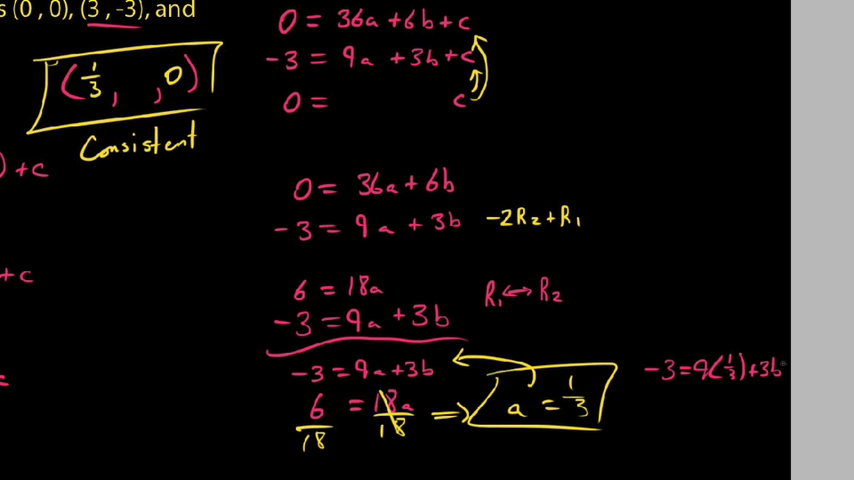 s (0, 0), (3, -3), and
(1/3, , 0)
Consistent
) + c
+ c
c
0 = 36a + 6b + c
-3 = 9a + 3b + c
0 = c
0 = 36a + 6b
-3 = 9a + 3b -2R₂ + R₁
6 = 18a R₁ ↔ R₂
-3 = 9a + 3b
-3 = 9a + 3b
6/18 = 18a/18 ⇒ a = 1/3
-3 = 9(1/3) + 3b